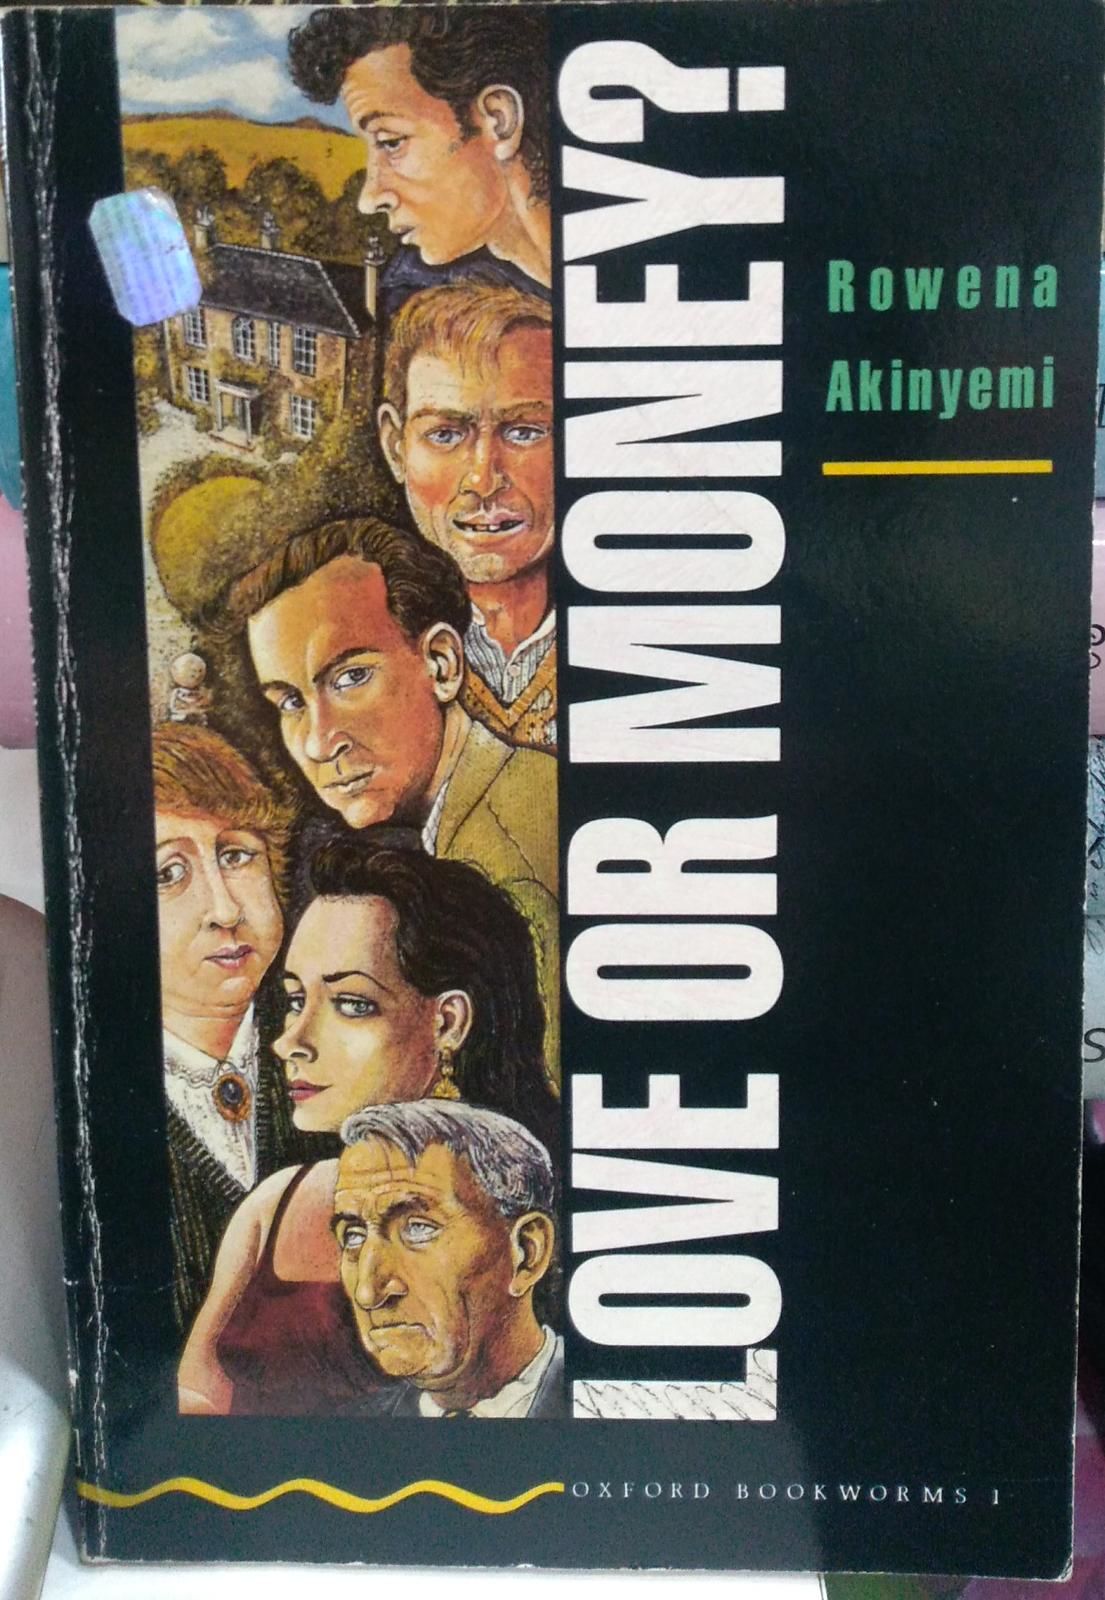 LOVE OR MONEY?
Rowena
Akinyemi
OXFORD BOOKWORMS 1